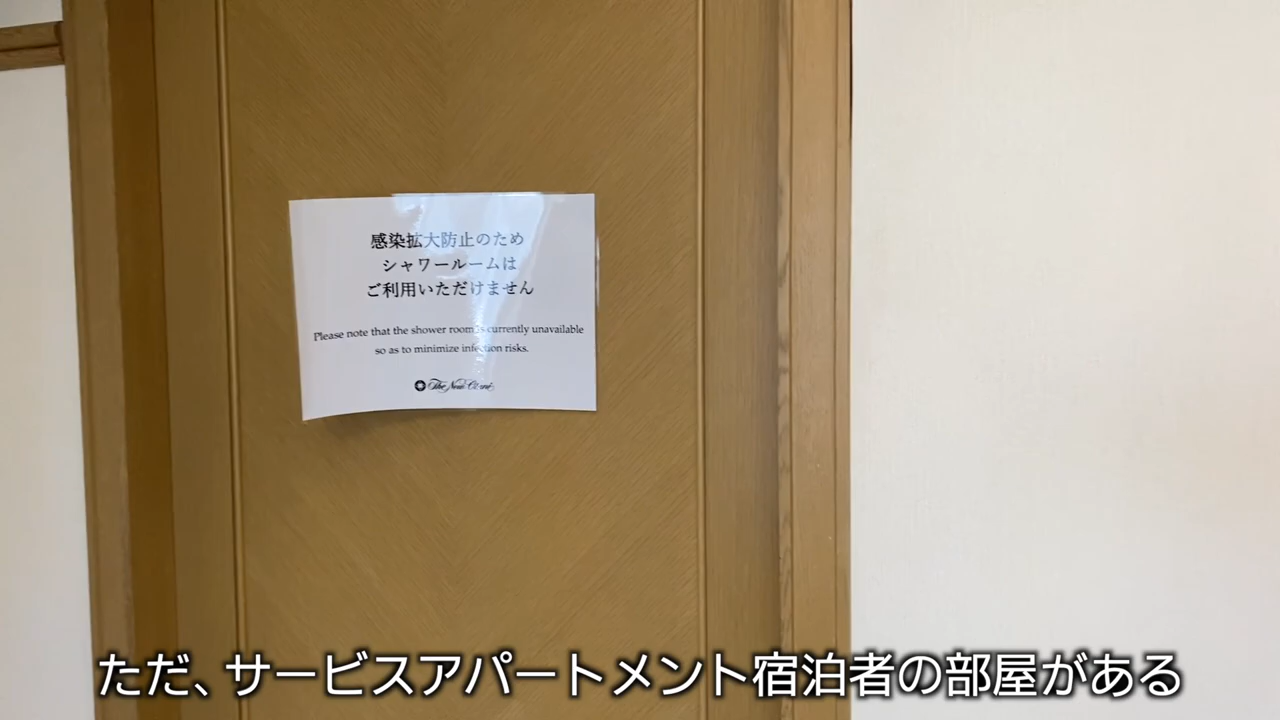 感染拡大防止のため
シャワールームは
ご利用いただけません
Please note that the shower room is currently unavailable
so as to minimize infection risks.
The New Otani
ただ、サービスアパートメント宿泊者の部屋がある